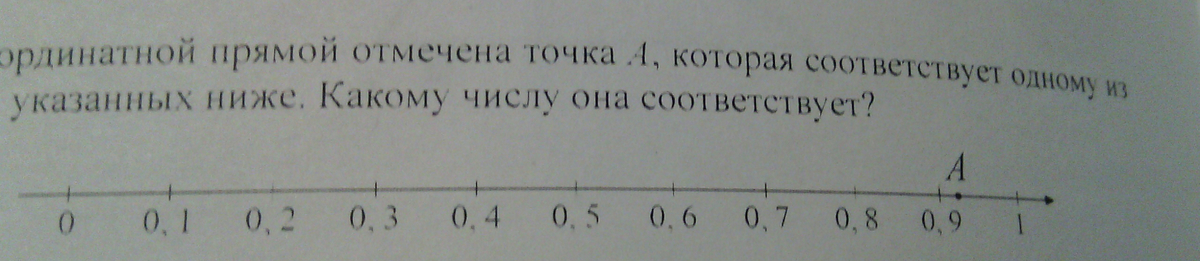 ординатной прямой отмечена точка A, которая соответствует одному из
указанных ниже. Какому числу она соответствует?
A
0 0,1 0,2 0,3 0,4 0,5 0,6 0,7 0,8 0,9 1